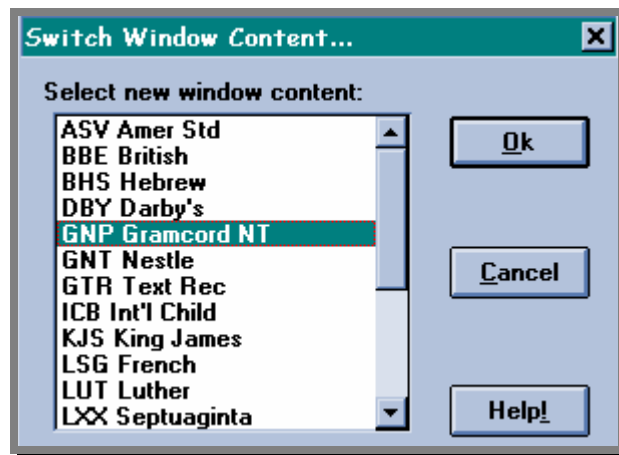 Switch Window Content...
Select new window content:
ASV Amer Std
BBE British
BHS Hebrew
DBY Darby's
GNP Gramcord NT
GNT Nestle
GTR Text Rec
ICB Int'l Child
KJS King James
LSG French
LUT Luther
LXX Septuaginta
Ok
Cancel
Help!